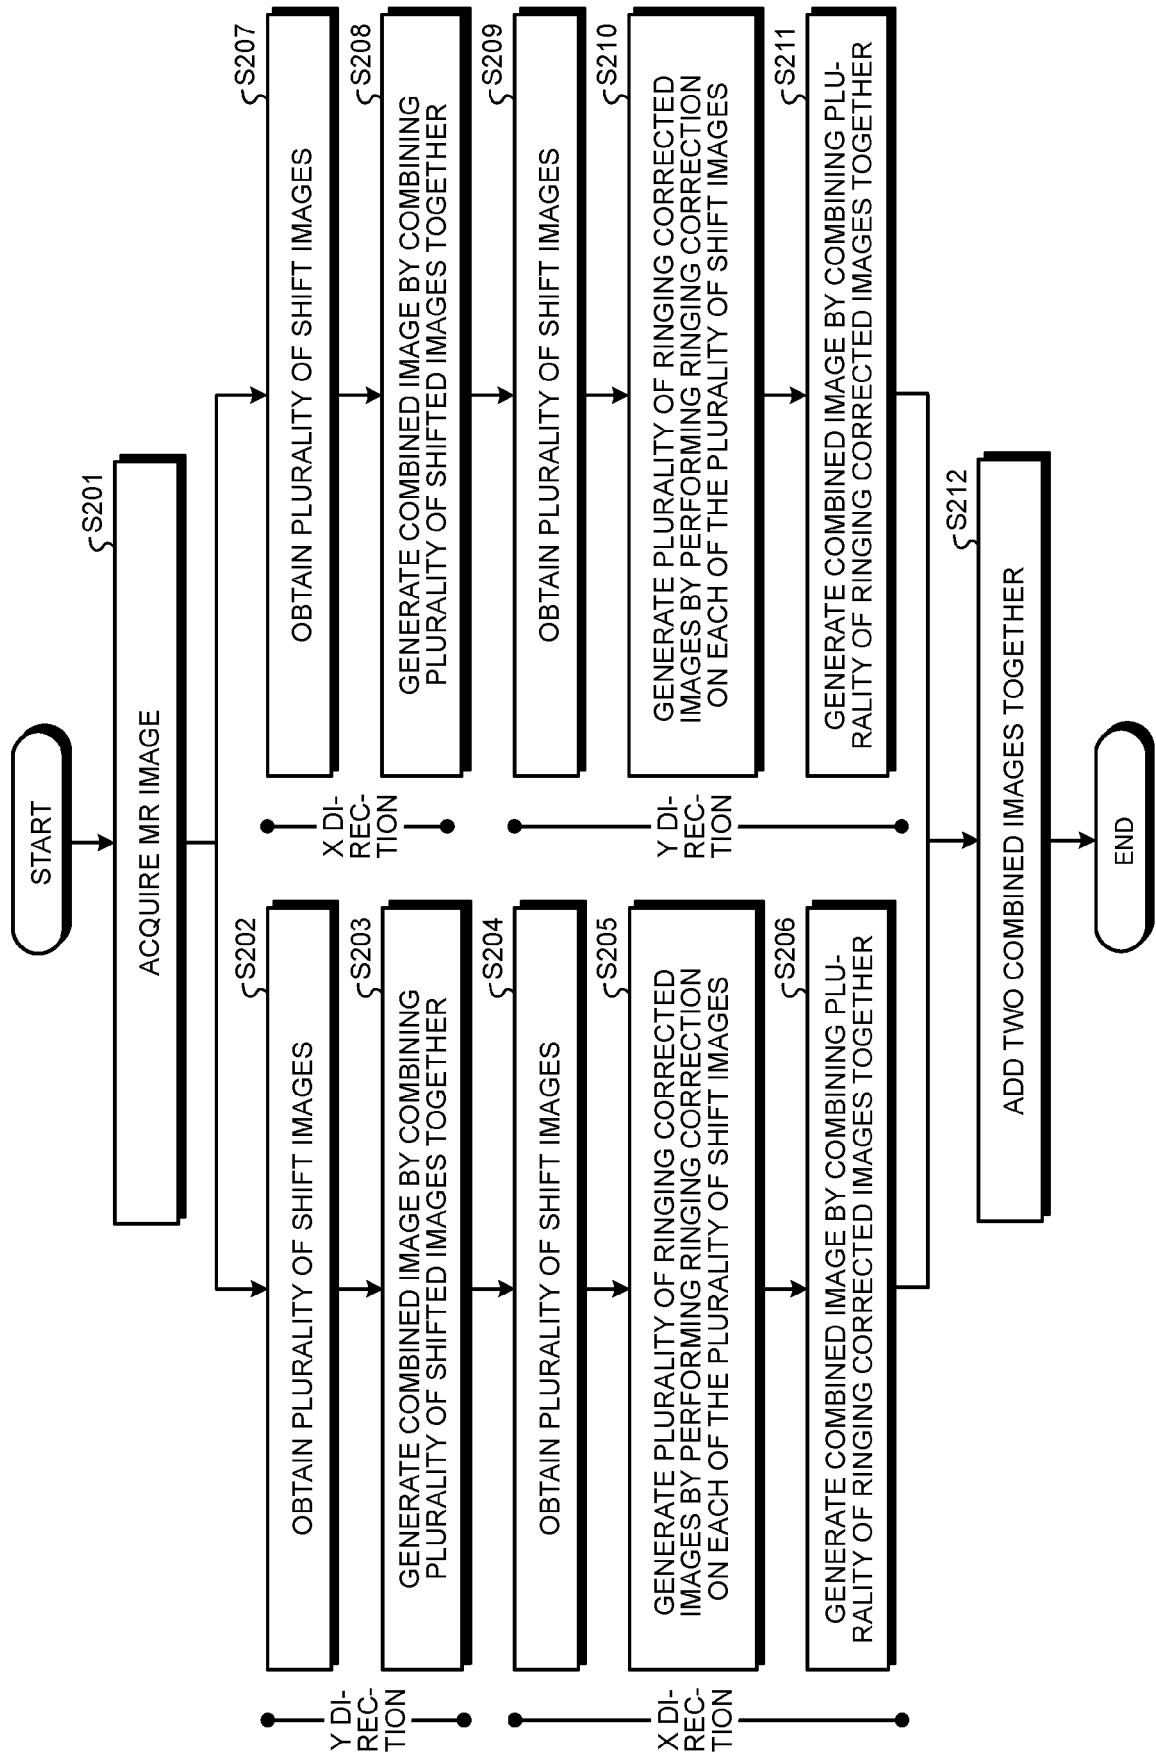 START
S201
ACQUIRE MR IMAGE
Y DI-
REC-
TION
S202
OBTAIN PLURALITY OF SHIFT IMAGES
S203
GENERATE COMBINED IMAGE BY COMBINING
PLURALITY OF SHIFTED IMAGES TOGETHER
X DI-
REC-
TION
S204
OBTAIN PLURALITY OF SHIFT IMAGES
S205
GENERATE PLURALITY OF RINGING CORRECTED
IMAGES BY PERFORMING RINGING CORRECTION
ON EACH OF THE PLURALITY OF SHIFT IMAGES
S206
GENERATE COMBINED IMAGE BY COMBINING PLU-
RALITY OF RINGING CORRECTED IMAGES TOGETHER
X DI-
REC-
TION
S207
OBTAIN PLURALITY OF SHIFT IMAGES
S208
GENERATE COMBINED IMAGE BY COMBINING
PLURALITY OF SHIFTED IMAGES TOGETHER
Y DI-
REC-
TION
S209
OBTAIN PLURALITY OF SHIFT IMAGES
S210
GENERATE PLURALITY OF RINGING CORRECTED
IMAGES BY PERFORMING RINGING CORRECTION
ON EACH OF THE PLURALITY OF SHIFT IMAGES
S211
GENERATE COMBINED IMAGE BY COMBINING PLU-
RALITY OF RINGING CORRECTED IMAGES TOGETHER
S212
ADD TWO COMBINED IMAGES TOGETHER
END